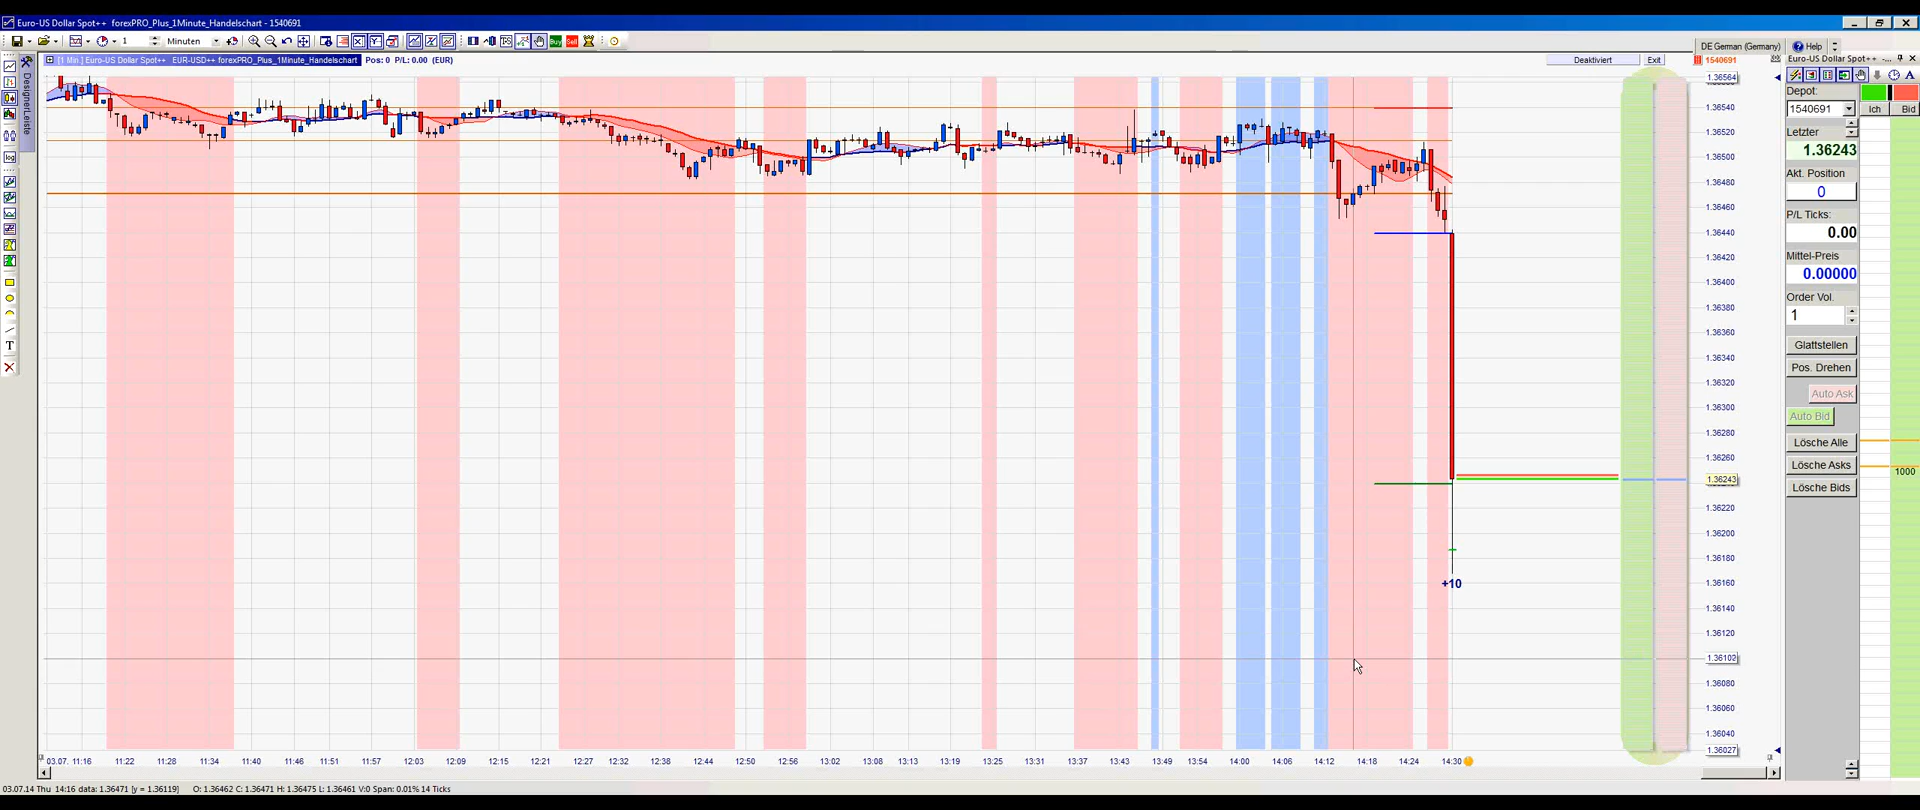 Euro-US Dollar Spot++ forexPRO_Plus_1Minute_Handelschart - 1540691
1 Minuten Buy Sell
DE German (Germany) Help
[1 Min ] Euro-US Dollar Spot++ EUR-USD++ forexPRO_Plus_1Minute_Handelschart Pos: 0 P/L: 0.00 (EUR)
Deaktiviert Exit
1540691
Euro-US Dollar Spot++ -...
DesignerLeiste
log
T
1.36564
1.36540
1.36520
1.36500
1.36480
1.36460
1.36440
1.36420
1.36400
1.36380
1.36360
1.36340
1.36320
1.36300
1.36280
1.36260
1.36243
1.36220
1.36200
1.36180
1.36160
1.36140
1.36120
1.36102
1.36080
1.36060
1.36040
1.36027
+10
Depot:
1540691
Letzter
1.36243
Akt. Position
0
P/L Ticks:
0.00
Mittel-Preis
0.00000
Order Vol.
1
Glattstellen
Pos. Drehen
Auto Ask
Auto Bid
Lösche Alle
Lösche Asks
Lösche Bids
Ich Bid
1000
03.07. 11:16 11:22 11:28 11:34 11:40 11:46 11:51 11:57 12:03 12:09 12:15 12:21 12:27 12:32 12:38 12:44 12:50 12:56 13:02 13:08 13:13 13:19 13:25 13:31 13:37 13:43 13:49 13:54 14:00 14:06 14:12 14:18 14:24 14:30
03.07.14 Thu 14:16 data: 1.36471 [y = 1.36119] O: 1.36462 C: 1.36471 H: 1.36475 L: 1.36461 V:0 Span: 0.01% 14 Ticks